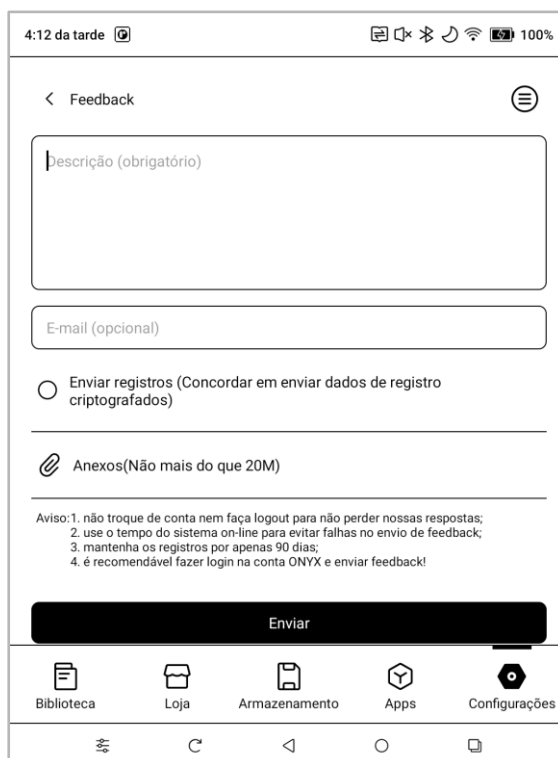 4:12 da tarde
100%
Feedback
Descrição (obrigatório)
E-mail (opcional)
Enviar registros (Concordar em enviar dados de registro
criptografados)
Anexos(Não mais do que 20M)
Aviso:1. não troque de conta nem faça logout para não perder nossas respostas;
2. use o tempo do sistema on-line para evitar falhas no envio de feedback;
3. mantenha os registros por apenas 90 dias;
4. é recomendável fazer login na conta ONYX e enviar feedback!
Enviar
Biblioteca
Loja
Armazenamento
Apps
Configurações